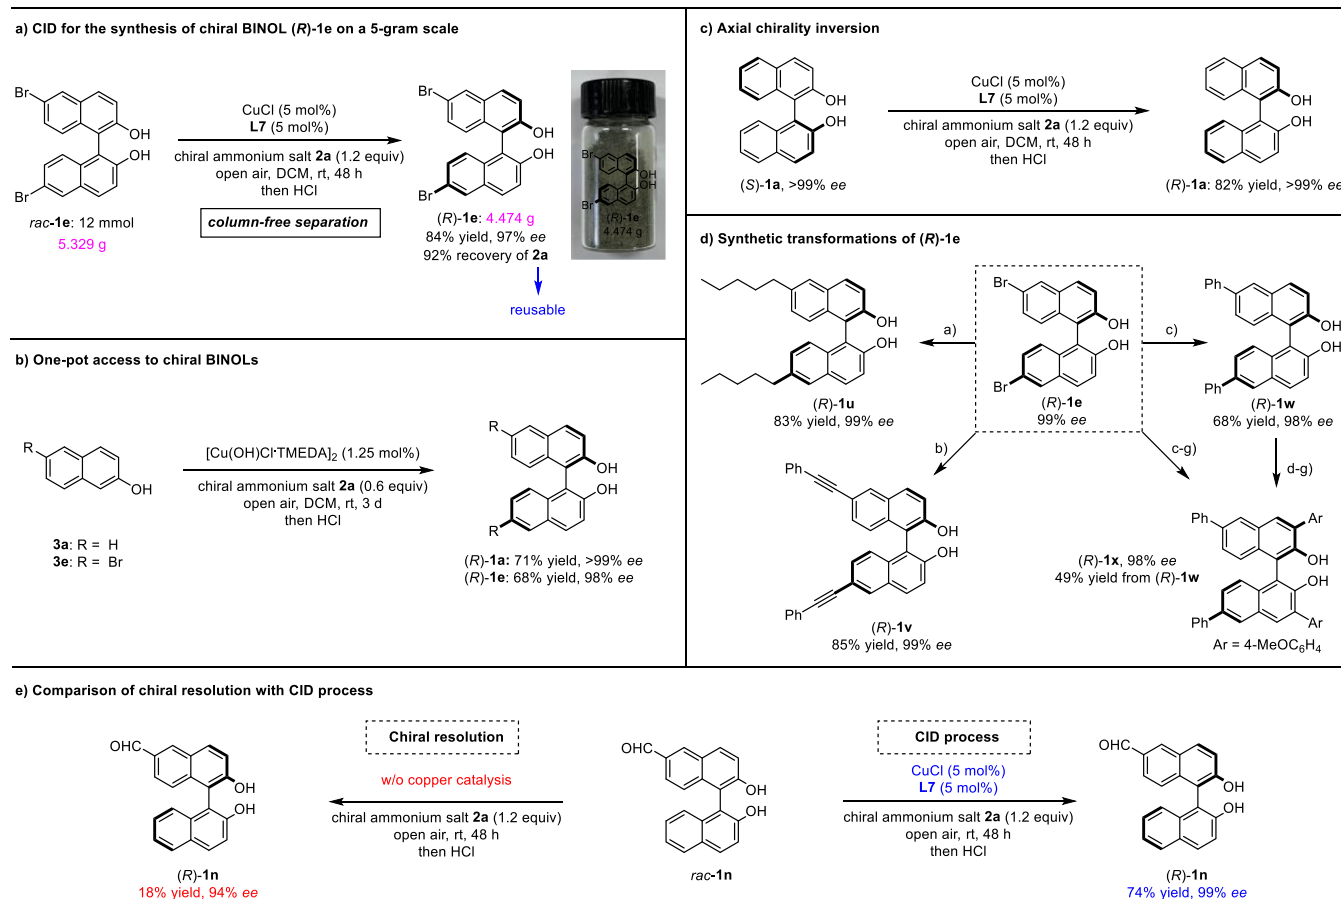 a) CID for the synthesis of chiral BINOL (R)-1e on a 5-gram scale
Br
OH
OH
Br
rac-1e: 12 mmol
5.329 g
CuCl (5 mol%)
L7 (5 mol%)
chiral ammonium salt 2a (1.2 equiv)
open air, DCM, rt, 48 h
then HCl
column-free separation
Br
OH
OH
Br
(R)-1e: 4.474 g
84% yield, 97% ee
92% recovery of 2a
reusable
Br
OH
OH
Br
(R)-1e
4.474 g
b) One-pot access to chiral BINOLs
R
OH
3a: R = H
3e: R = Br
[Cu(OH)Cl·TMEDA]2 (1.25 mol%)
chiral ammonium salt 2a (0.6 equiv)
open air, DCM, rt, 3 d
then HCl
R
OH
OH
R
(R)-1a: 71% yield, >99% ee
(R)-1e: 68% yield, 98% ee
c) Axial chirality inversion
OH
OH
(S)-1a, >99% ee
CuCl (5 mol%)
L7 (5 mol%)
chiral ammonium salt 2a (1.2 equiv)
open air, DCM, rt, 48 h
then HCl
OH
OH
(R)-1a: 82% yield, >99% ee
d) Synthetic transformations of (R)-1e
OH
OH
(R)-1u
83% yield, 99% ee
a)
Br
OH
OH
Br
(R)-1e
99% ee
c)
Ph
OH
OH
Ph
(R)-1w
68% yield, 98% ee
b)
c-g)
d-g)
Ph
OH
OH
Ph
(R)-1v
85% yield, 99% ee
(R)-1x, 98% ee
49% yield from (R)-1w
Ph
Ar
OH
OH
Ph
Ar
Ar = 4-MeOC6H4
e) Comparison of chiral resolution with CID process
OHC
OH
OH
(R)-1n
18% yield, 94% ee
Chiral resolution
w/o copper catalysis
chiral ammonium salt 2a (1.2 equiv)
open air, rt, 48 h
then HCl
OHC
OH
OH
rac-1n
CID process
CuCl (5 mol%)
L7 (5 mol%)
chiral ammonium salt 2a (1.2 equiv)
open air, rt, 48 h
then HCl
OHC
OH
OH
(R)-1n
74% yield, 99% ee